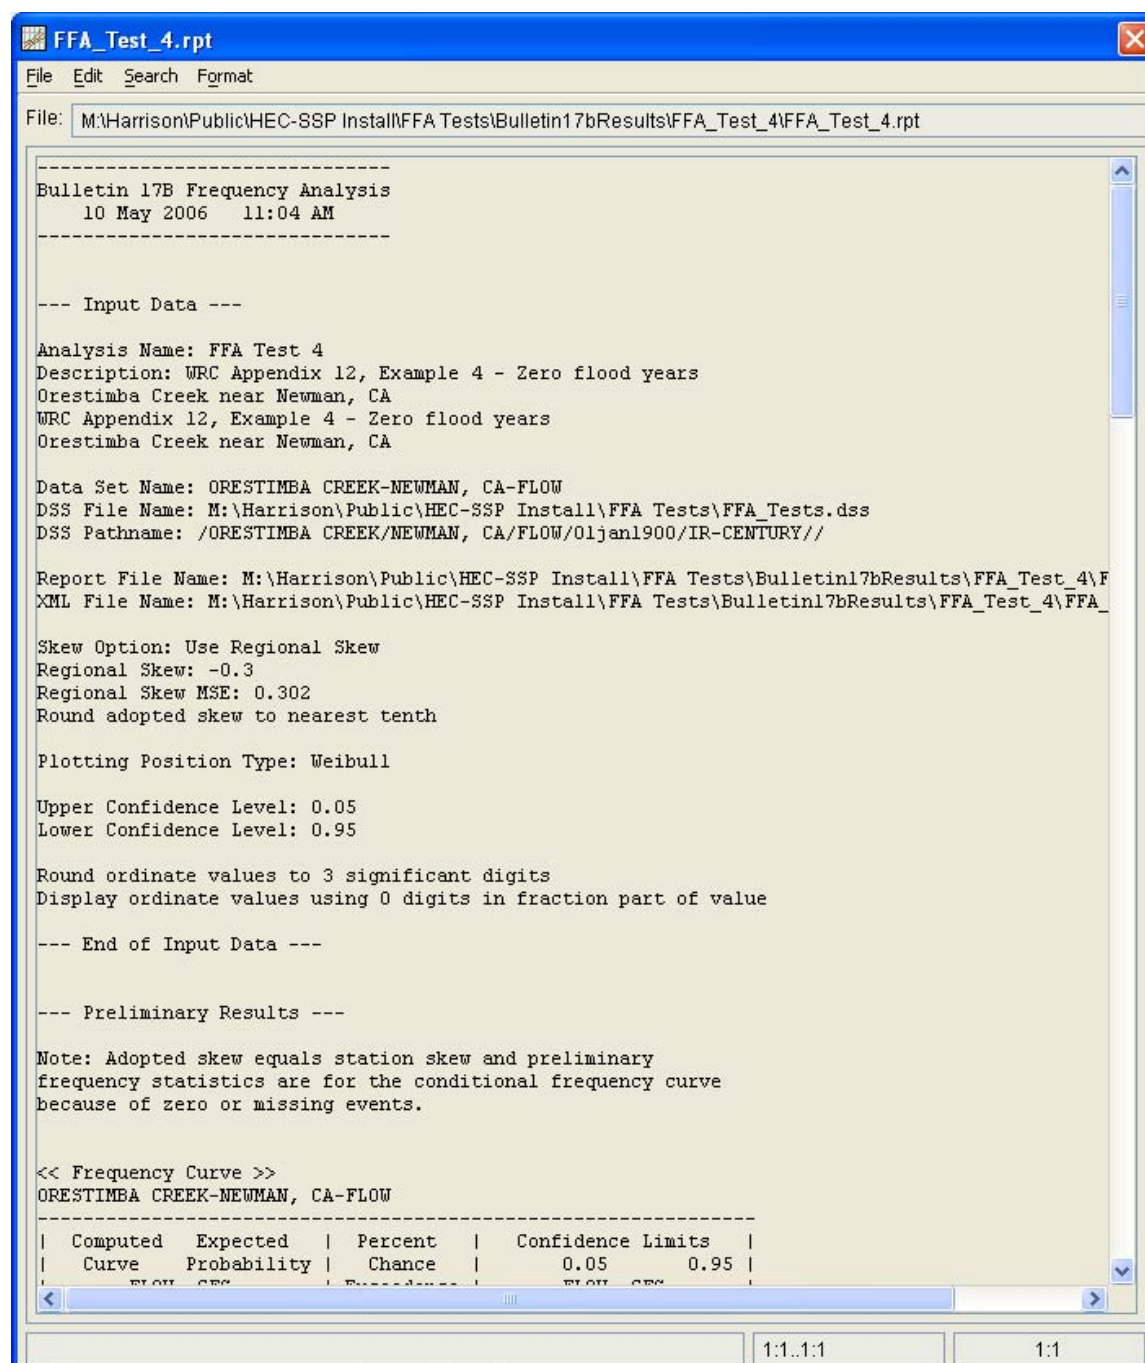 FFA_Test_4.rpt
File Edit Search Format
File: M:\Harrison\Public\HEC-SSP Install\FFA Tests\Bulletin17bResults\FFA_Test_4\FFA_Test_4.rpt
-------------------------------
Bulletin 17B Frequency Analysis
10 May 2006 11:04 AM
-------------------------------
--- Input Data ---
Analysis Name: FFA Test 4
Description: WRC Appendix 12, Example 4 - Zero flood years
Orestimba Creek near Newman, CA
WRC Appendix 12, Example 4 - Zero flood years
Orestimba Creek near Newman, CA
Data Set Name: ORESTIMBA CREEK-NEWMAN, CA-FLOW
DSS File Name: M:\Harrison\Public\HEC-SSP Install\FFA Tests\FFA_Tests.dss
DSS Pathname: /ORESTIMBA CREEK/NEWMAN, CA/FLOW/01jan1900/IR-CENTURY//
Report File Name: M:\Harrison\Public\HEC-SSP Install\FFA Tests\Bulletin17bResults\FFA_Test_4\F
XML File Name: M:\Harrison\Public\HEC-SSP Install\FFA Tests\Bulletin17bResults\FFA_Test_4\FFA_
Skew Option: Use Regional Skew
Regional Skew: -0.3
Regional Skew MSE: 0.302
Round adopted skew to nearest tenth
Plotting Position Type: Weibull
Upper Confidence Level: 0.05
Lower Confidence Level: 0.95
Round ordinate values to 3 significant digits
Display ordinate values using 0 digits in fraction part of value
--- End of Input Data ---
--- Preliminary Results ---
Note: Adopted skew equals station skew and preliminary
frequency statistics are for the conditional frequency curve
because of zero or missing events.
<< Frequency Curve >>
ORESTIMBA CREEK-NEWMAN, CA-FLOW
---------------------------------------------------------------
| Computed Expected | Percent | Confidence Limits |
| Curve Probability | Chance | 0.05 0.95 |
| FLOW, CFS | Exceedance | FLOW, CFS |
1:1..1:1 1:1